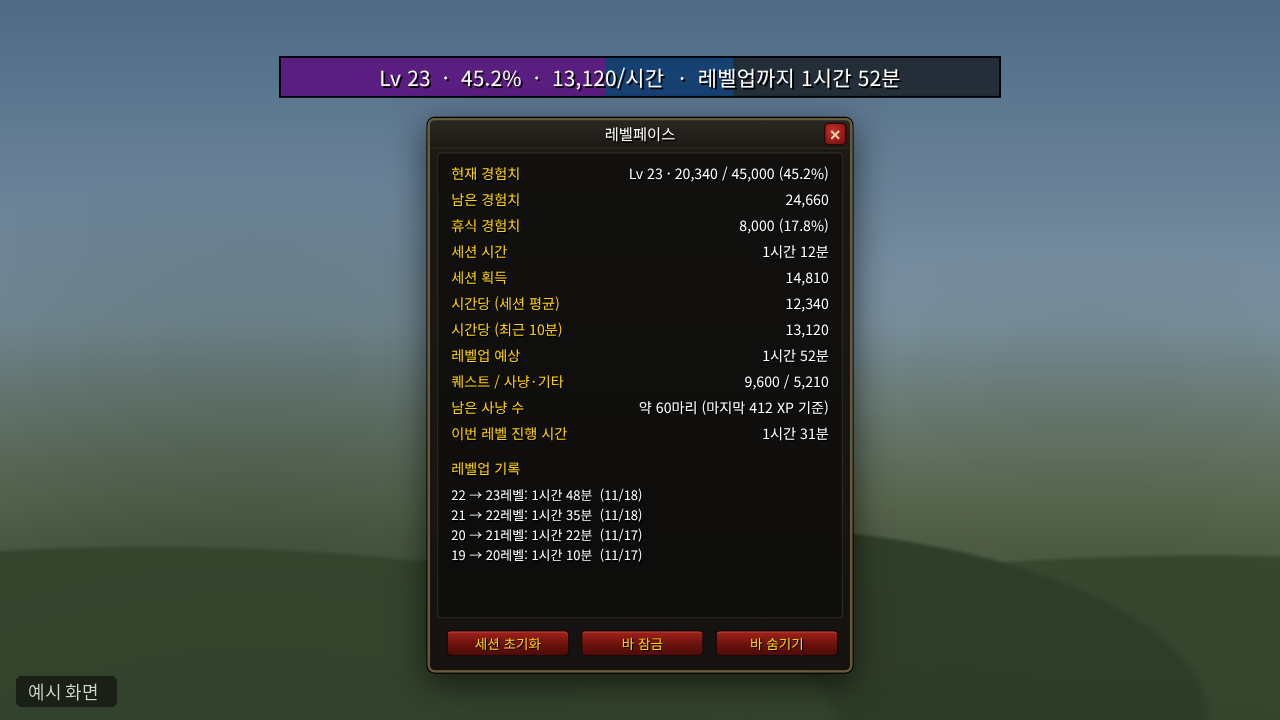 Lv 23 · 45.2% · 13,120/시간 · 레벨업까지 1시간 52분
레벨페이스
현재 경험치 Lv 23 · 20,340 / 45,000 (45.2%)
남은 경험치 24,660
휴식 경험치 8,000 (17.8%)
세션 시간 1시간 12분
세션 획득 14,810
시간당 (세션 평균) 12,340
시간당 (최근 10분) 13,120
레벨업 예상 1시간 52분
퀘스트 / 사냥·기타 9,600 / 5,210
남은 사냥 수 약 60마리 (마지막 412 XP 기준)
이번 레벨 진행 시간 1시간 31분
레벨업 기록
22 → 23레벨: 1시간 48분 (11/18)
21 → 22레벨: 1시간 35분 (11/18)
20 → 21레벨: 1시간 22분 (11/17)
19 → 20레벨: 1시간 10분 (11/17)
세션 초기화 바 잠금 바 숨기기
예시 화면